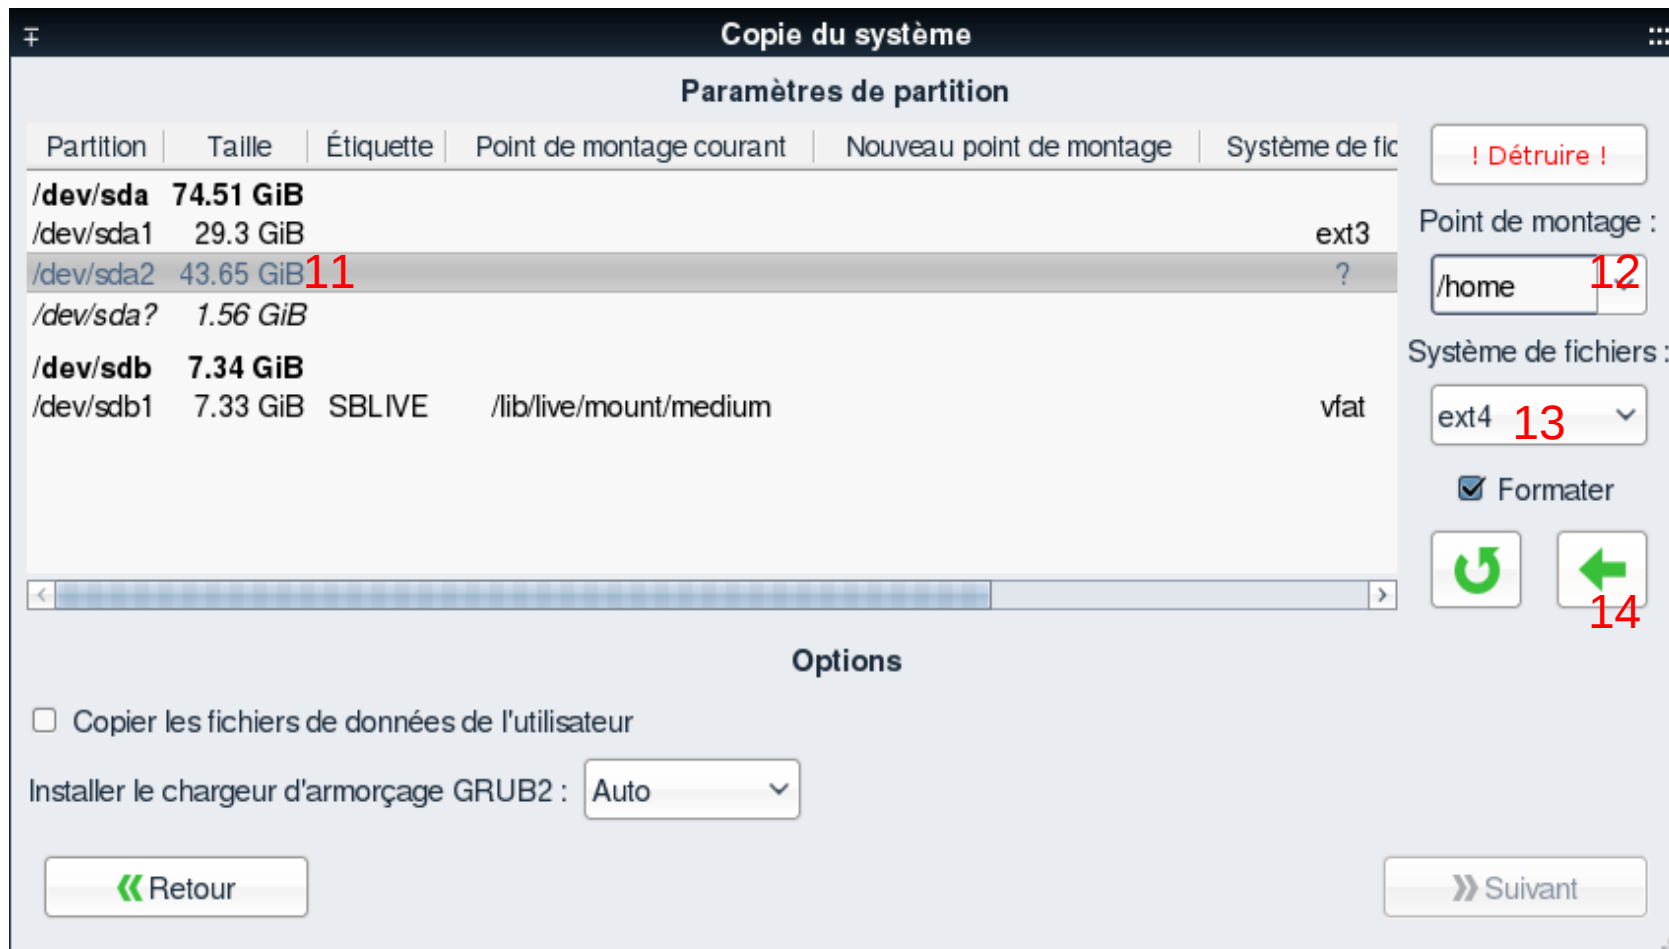 Copie du système
Paramètres de partition
Partition Taille Étiquette Point de montage courant Nouveau point de montage Système de fic
! Détruire !
/dev/sda 74.51 GiB
/dev/sda1 29.3 GiB ext3
Point de montage :
/dev/sda2 43.65 GiB 11 ?
/home 12
/dev/sda? 1.56 GiB
Système de fichiers :
/dev/sdb 7.34 GiB
/dev/sdb1 7.33 GiB SBLIVE /lib/live/mount/medium vfat
ext4 13
Formater
14
Options
Copier les fichiers de données de l'utilisateur
Installer le chargeur d'armorçage GRUB2 : Auto
Retour
Suivant